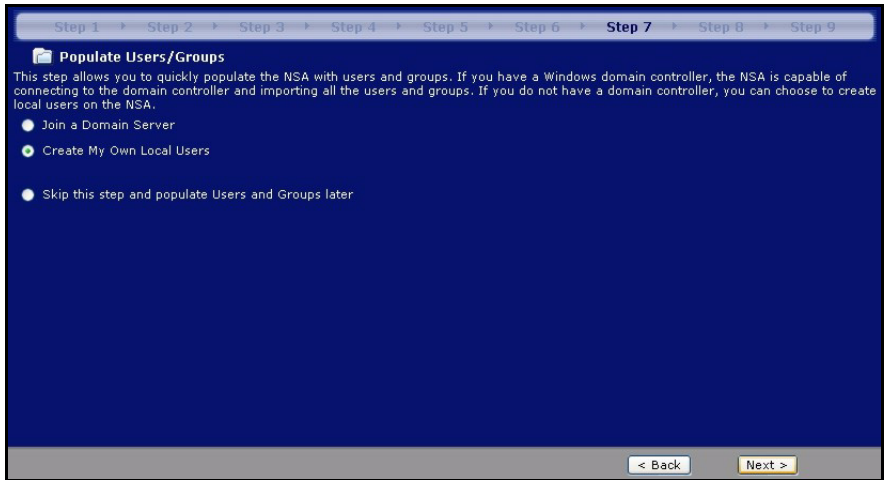 Step 1 Step 2 Step 3 Step 4 Step 5 Step 6 Step 7 Step 8 Step 9
Populate Users/Groups
This step allows you to quickly populate the NSA with users and groups. If you have a Windows domain controller, the NSA is capable of
connecting to the domain controller and importing all the users and groups. If you do not have a domain controller, you can choose to create
local users on the NSA.
Join a Domain Server
Create My Own Local Users
Skip this step and populate Users and Groups later
< Back Next >